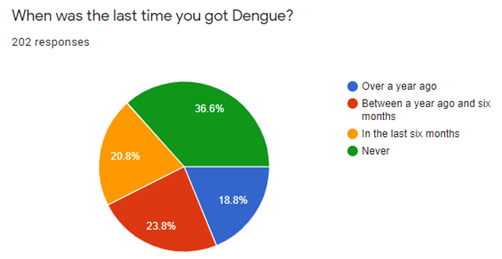 When was the last time you got Dengue?
202 responses
36.6%
20.8%
18.8%
23.8%
Over a year ago
Between a year ago and six
months
In the last six months
Never